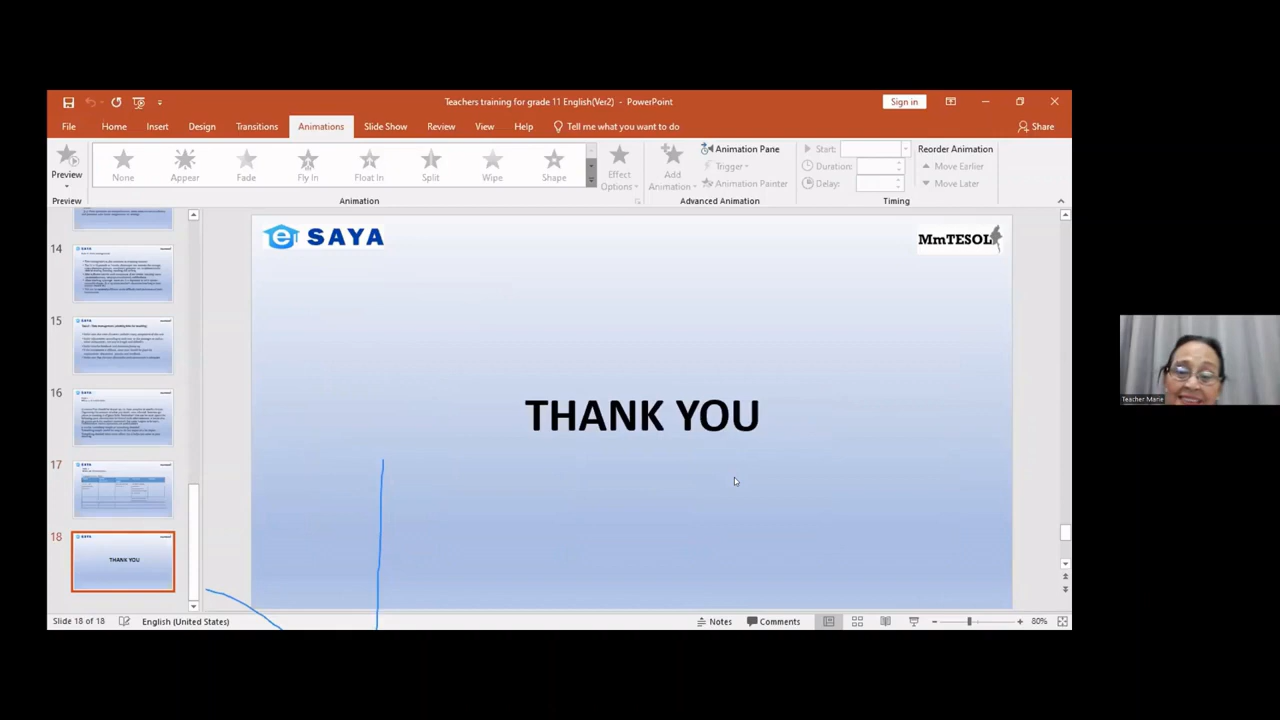 Teachers training for grade 11 English(Ver2) - PowerPoint
Sign in
File
Home
Insert
Design
Transitions
Animations
Slide Show
Review
View
Help
Tell me what you want to do
Share
Preview
None
Appear
Fade
Fly In
Float In
Split
Wipe
Shape
Effect
Options
Add
Animation
Animation Pane
Trigger
Animation Painter
Start:
Duration:
Delay:
Reorder Animation
Move Earlier
Move Later
Preview
Animation
Advanced Animation
Timing
14
15
16
17
18
SAYA
THANK YOU
e SAYA
MmTESOL
THANK YOU
Teacher Marie
Slide 18 of 18
English (United States)
Notes
Comments
80%